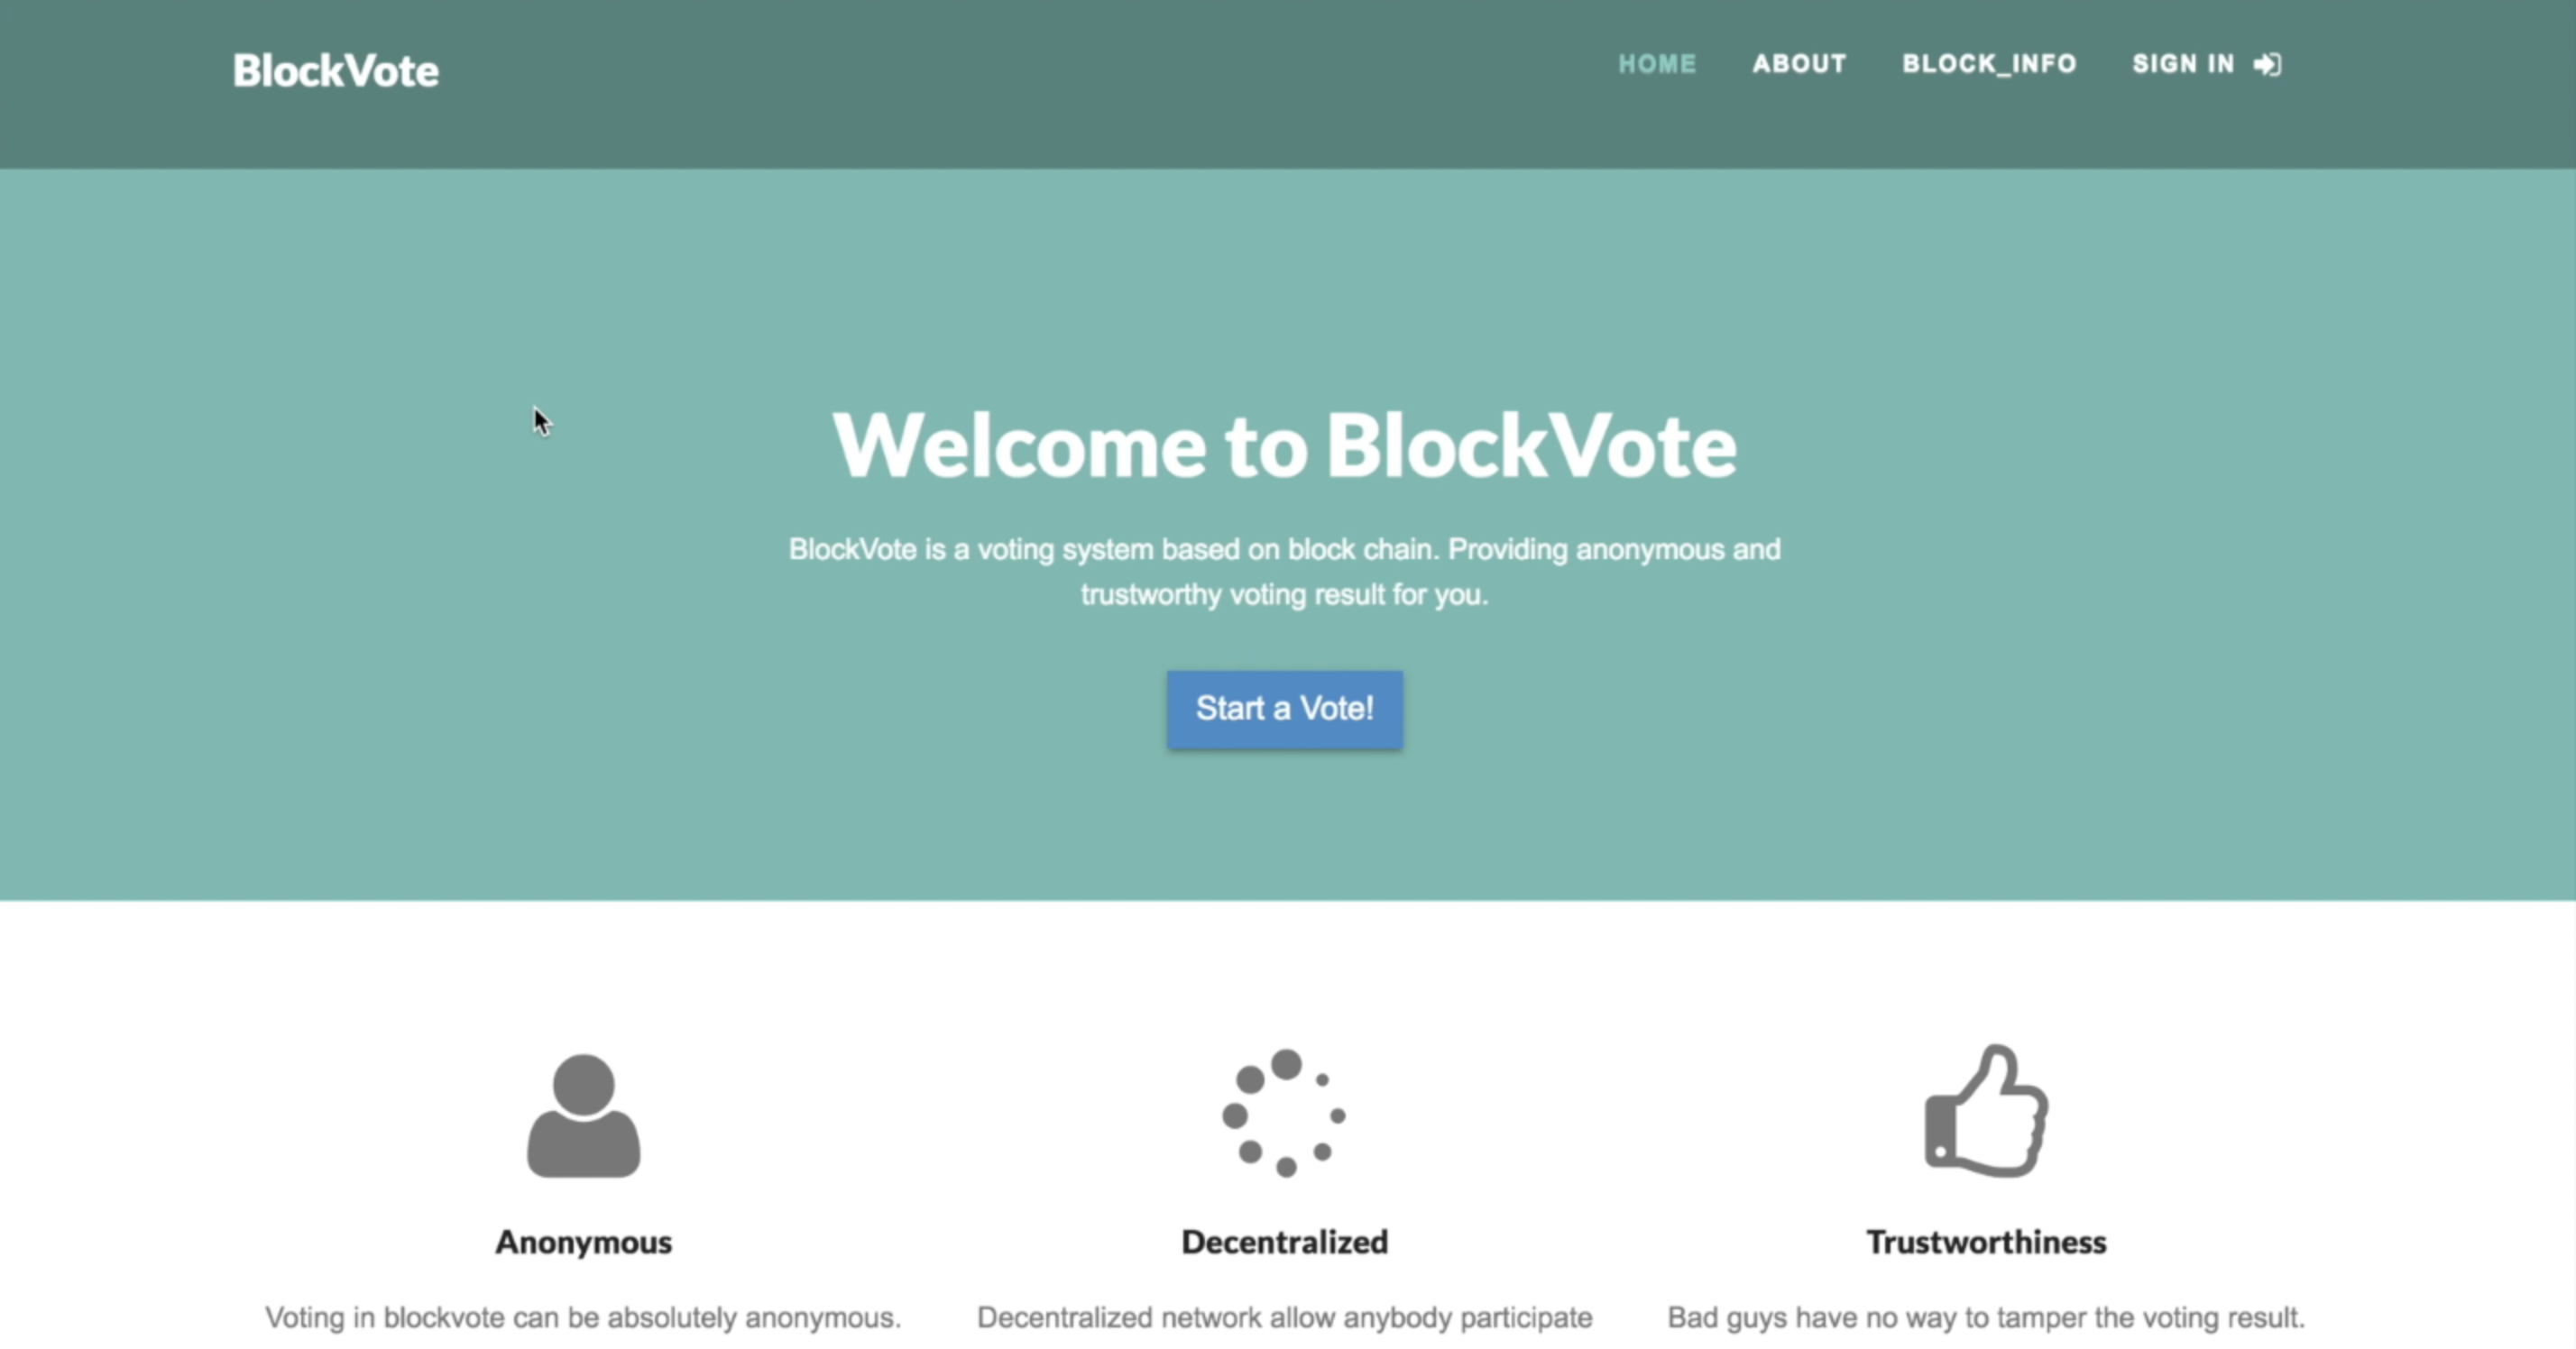 BlockVote
HOME ABOUT BLOCK_INFO SIGN IN
Welcome to BlockVote
BlockVote is a voting system based on block chain. Providing anonymous and
trustworthy voting result for you.
Start a Vote!
Anonymous
Voting in blockvote can be absolutely anonymous.
Decentralized
Decentralized network allow anybody participate
Trustworthiness
Bad guys have no way to tamper the voting result.